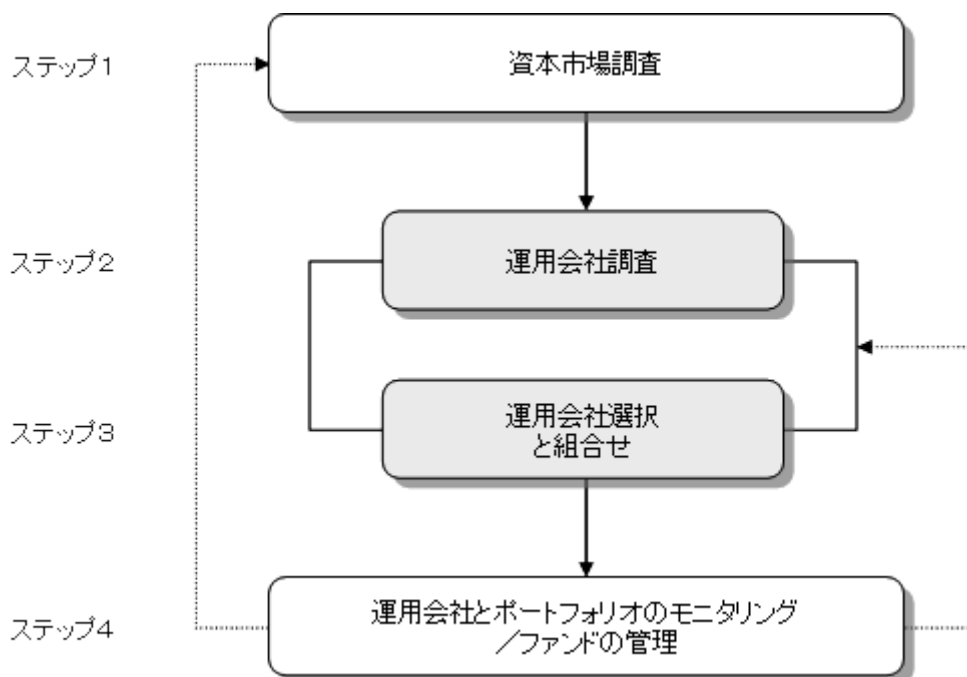 ステップ1
資本市場調査
ステップ2
運用会社調査
ステップ3
運用会社選択
と組合せ
ステップ4
運用会社とポートフォリオのモニタリング
／ファンドの管理